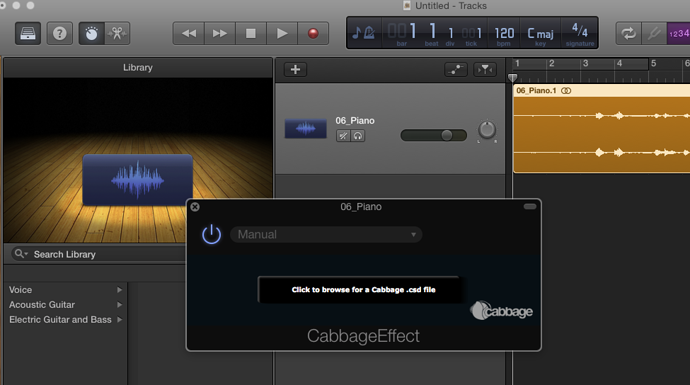 Untitled - Tracks
1 1 1 1 120 C maj 4/4
bar beat div tick bpm key signature
1234
Library
1 2 3 4 5 6
06_Piano
06_Piano.1
06_Piano
Manual
Search Library
Click to browse for a Cabbage .csd file
Voice
Acoustic Guitar
Electric Guitar and Bass
cabbage
CabbageEffect